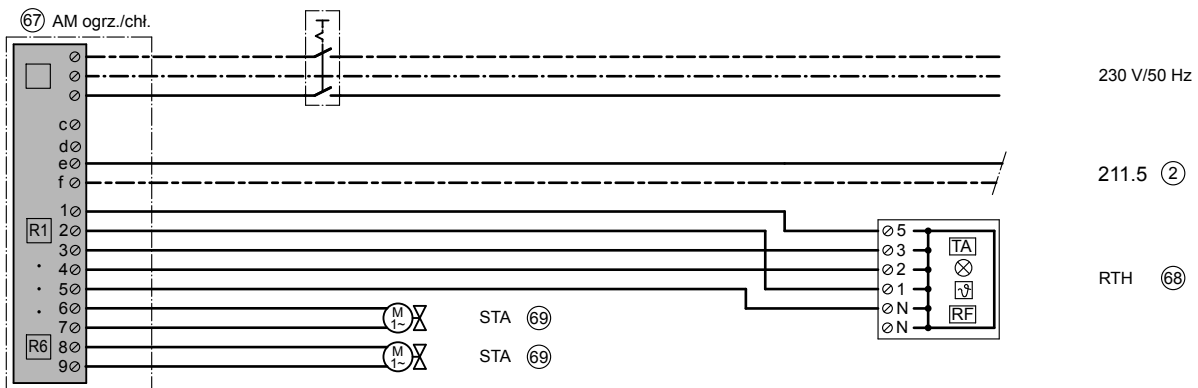 67 AM ogrz./chł.
230 V/50 Hz
c
d
e
f
211.5 2
1
R1 2
3
4
5
6
7
R6 8
9
5
3 TA
2
1 ϑ
N RF
N
RTH 68
M
1~
STA 69
M
1~
STA 69